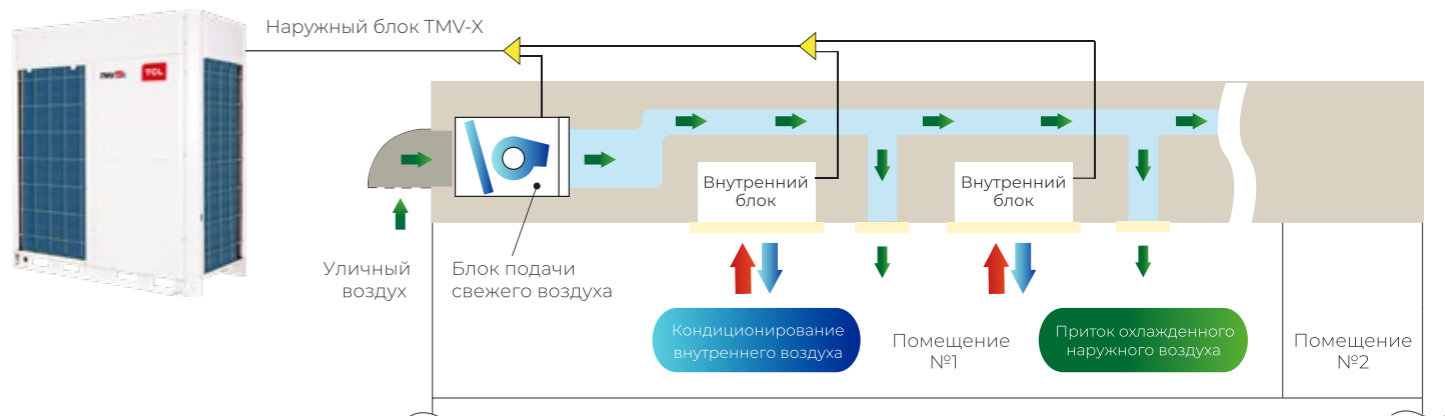 Наружный блок TMV-X
TCL
Внутренний
блок
Внутренний
блок
Уличный
воздух
Блок подачи
свежего воздуха
Кондиционирование
внутреннего воздуха
Помещение
№1
Приток охлажденного
наружного воздуха
Помещение
№2